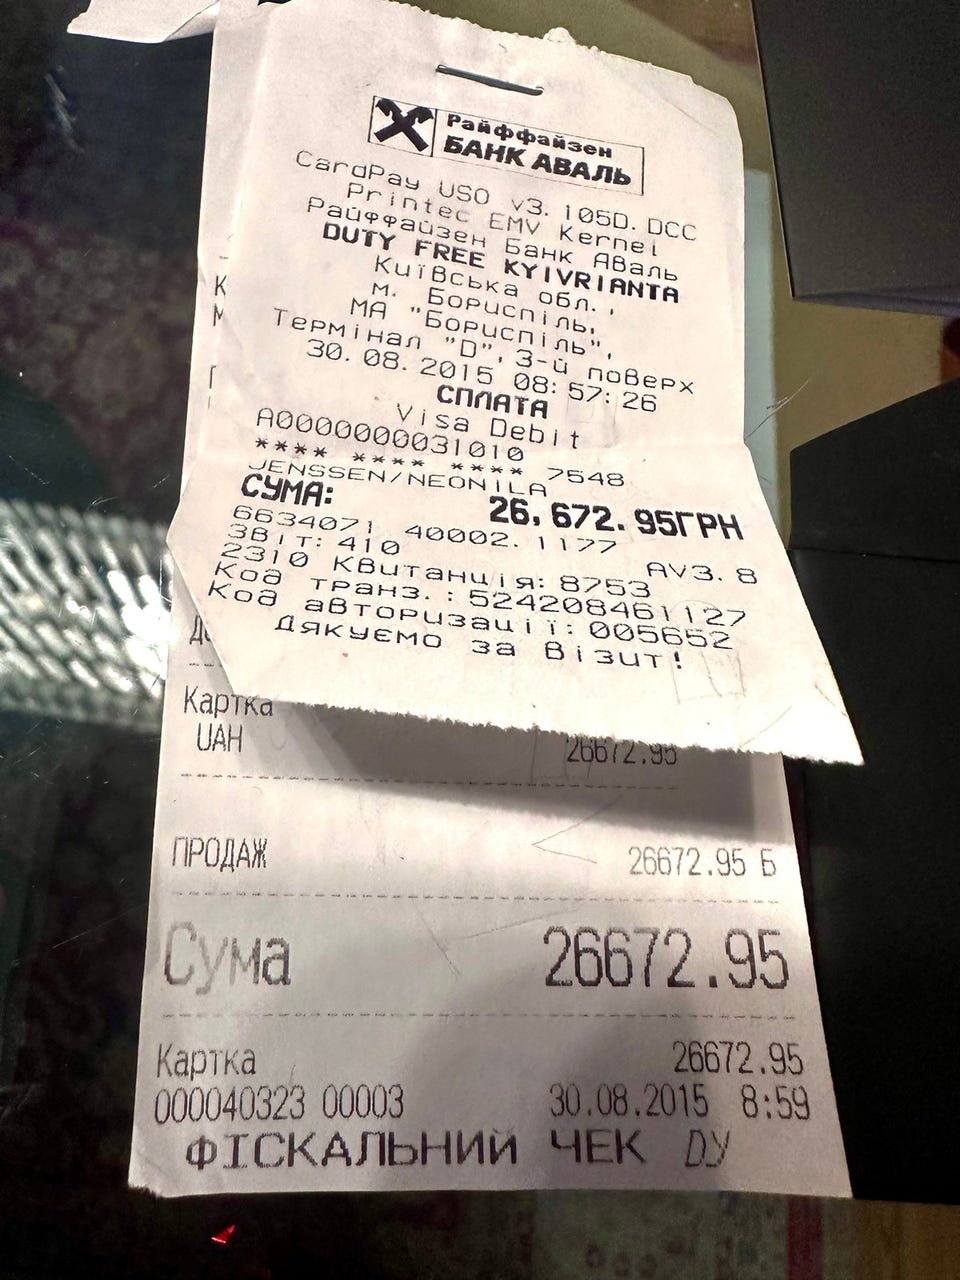 Райффайзен
БАНК АВАЛЬ
CardPay USO v3.105D.DCC
Printec EMV Kernel
Райффайзен Банк Аваль
DUTY FREE KYIVRIANTA
Київська обл.,
м. Бориспіль,
МА "Бориспіль",
Термінал "D", 3-й поверх
30.08.2015 08:57:26
СПЛАТА
Visa Debit
A0000000031010
**** **** **** 7548
JENSSEN/NEONILA
СУМА: 26,672.95ГРН
6634071 40002.1177
ЗВІТ: 410 AV3.8
2310 Квитанція: 8753
Код транз.: 524208461127
Код авторизації: 005652
Дякуємо за Візит!
Картка
UAH 26672.95
ПРОДАЖ 26672.95 Б
Сума 26672.95
Картка 26672.95
000040323 00003 30.08.2015 8:59
ФІСКАЛЬНИЙ ЧЕК